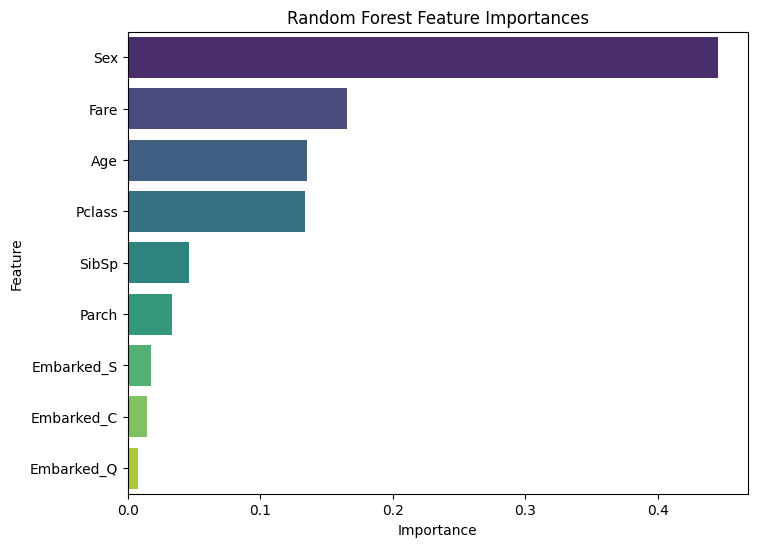 Random Forest Feature Importances
Sex
Fare
Age
Pclass
SibSp
Parch
Embarked_S
Embarked_C
Embarked_Q
Feature
0.0 0.1 0.2 0.3 0.4
Importance